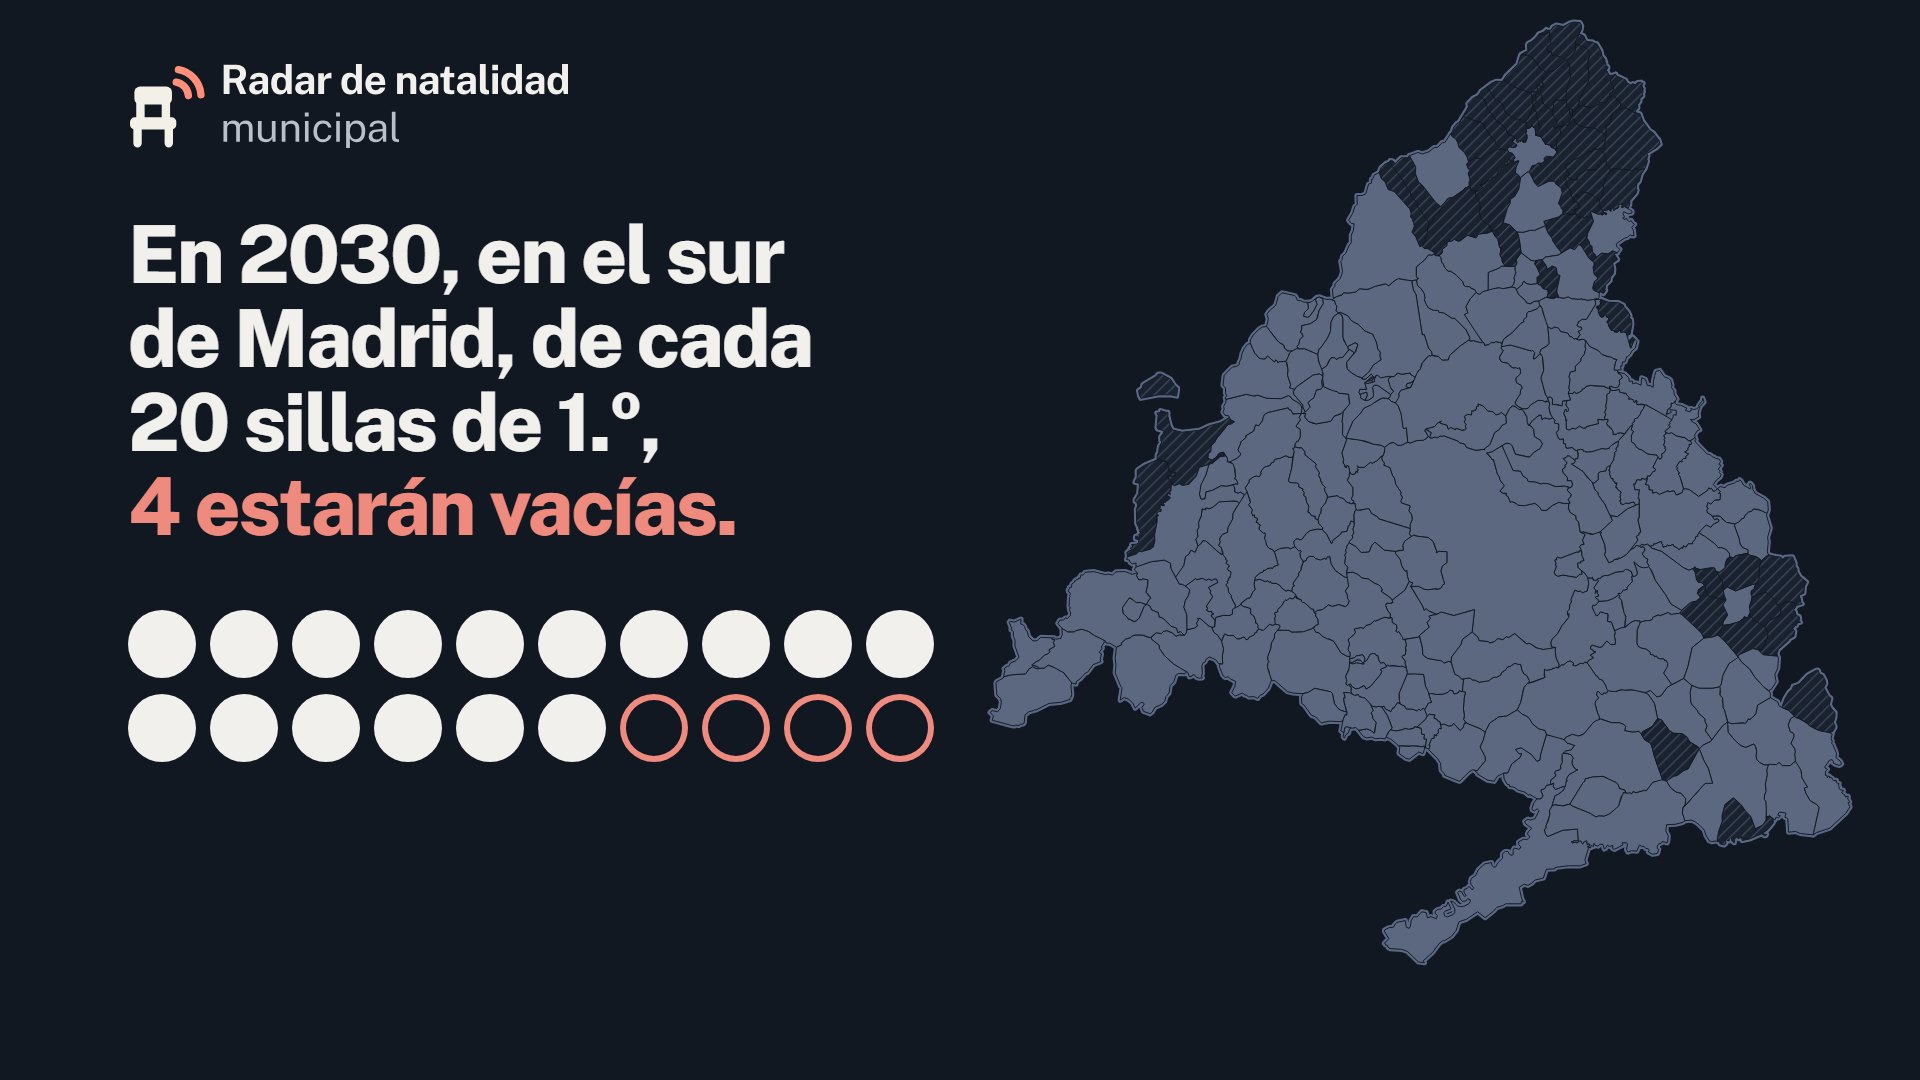 Radar de natalidad
municipal
En 2030, en el sur
de Madrid, de cada
20 sillas de 1.º,
4 estarán vacías.